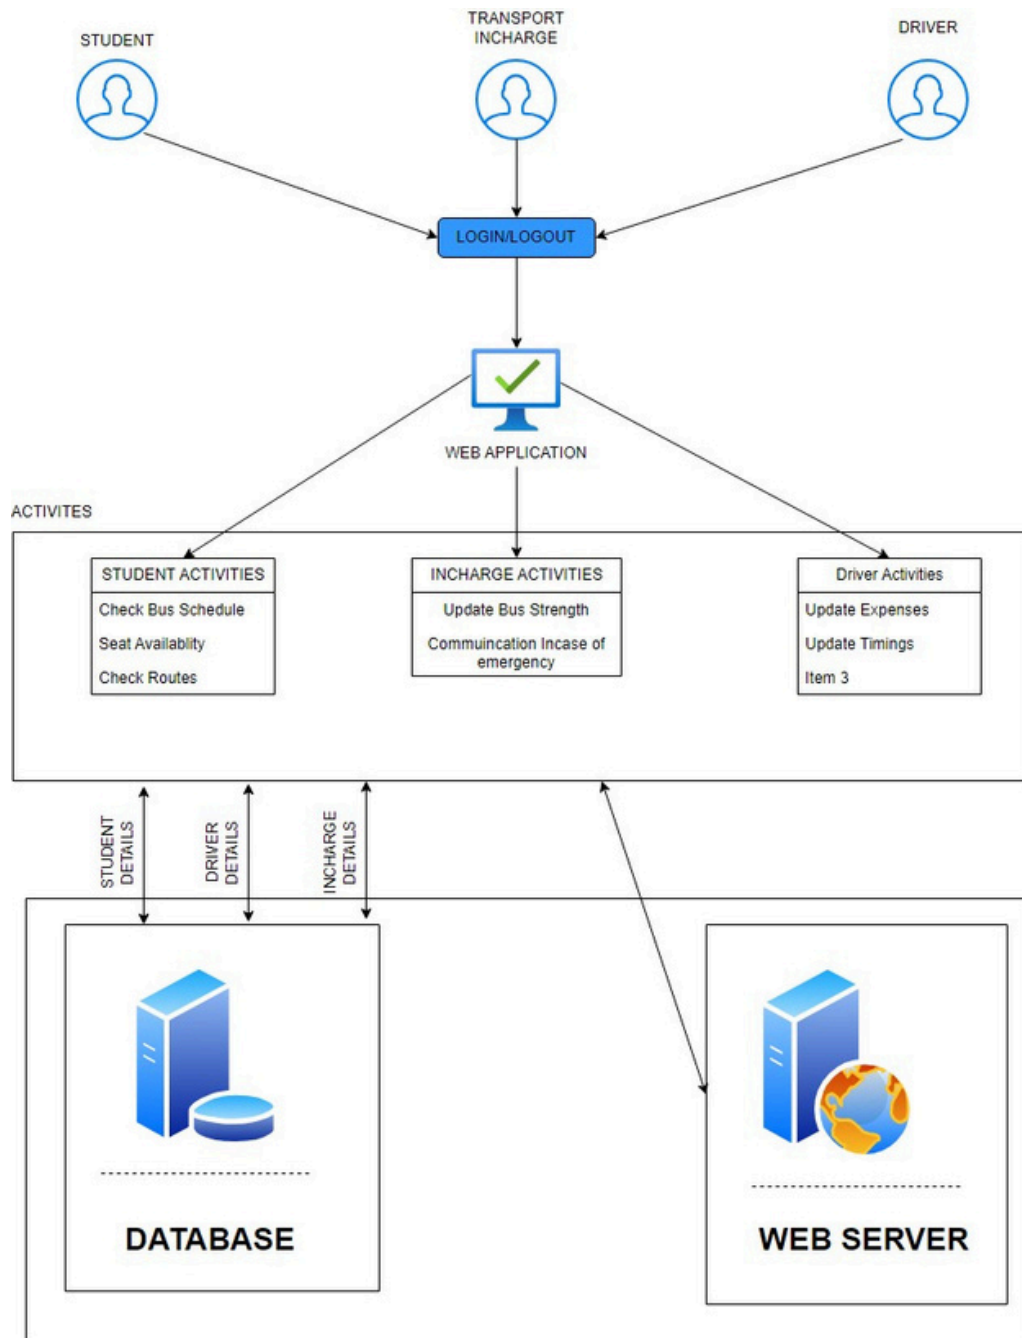 STUDENT
TRANSPORT
INCHARGE
DRIVER
LOGIN/LOGOUT
WEB APPLICATION
ACTIVITES
STUDENT ACTIVITIES
Check Bus Schedule
Seat Availablity
Check Routes
INCHARGE ACTIVITIES
Update Bus Strength
Commuincation Incase of
emergency
Driver Activities
Update Expenses
Update Timings
Item 3
STUDENT
DETAILS
DRIVER
DETAILS
INCHARGE
DETAILS
DATABASE
WEB SERVER